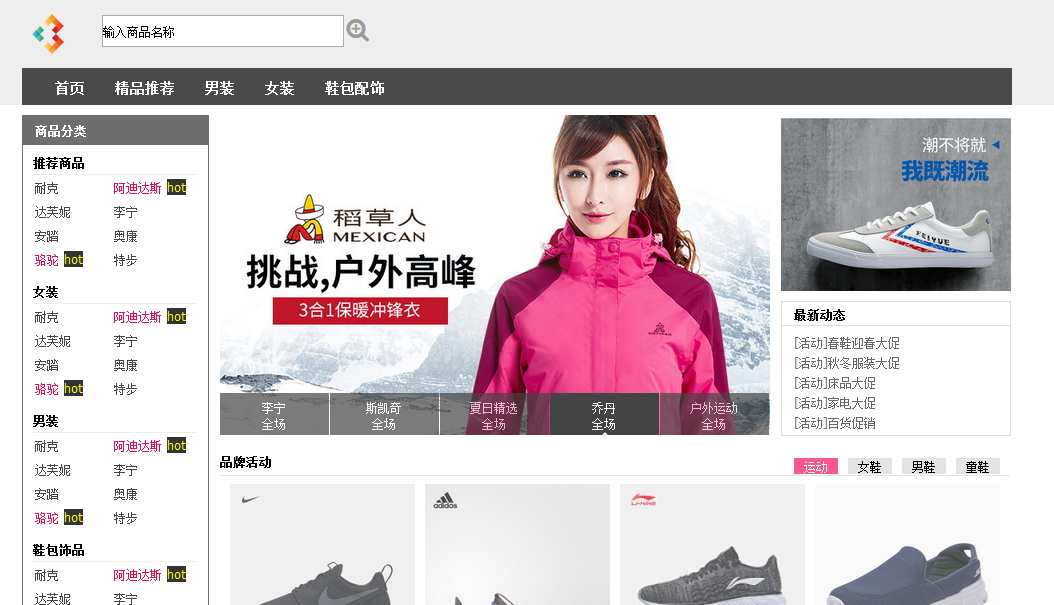 输入商品名称
首页 精品推荐 男装 女装 鞋包配饰
商品分类
推荐商品
耐克 阿迪达斯 hot
达芙妮 李宁
安踏 奥康
骆驼 hot 特步
女装
耐克 阿迪达斯 hot
达芙妮 李宁
安踏 奥康
骆驼 hot 特步
男装
耐克 阿迪达斯 hot
达芙妮 李宁
安踏 奥康
骆驼 hot 特步
鞋包饰品
耐克 阿迪达斯 hot
达芙妮 李宁
稻草人
MEXICAN
挑战,户外高峰
3合1保暖冲锋衣
李宁 斯凯奇 夏日精选 乔丹 户外运动
全场 全场 全场 全场 全场
潮不将就
我既潮流
FEIYUE
最新动态
[活动]春鞋迎春大促
[活动]秋冬服装大促
[活动]床品大促
[活动]家电大促
[活动]百货促销
品牌活动 运动 女鞋 男鞋 童鞋
adidas
LI-NING